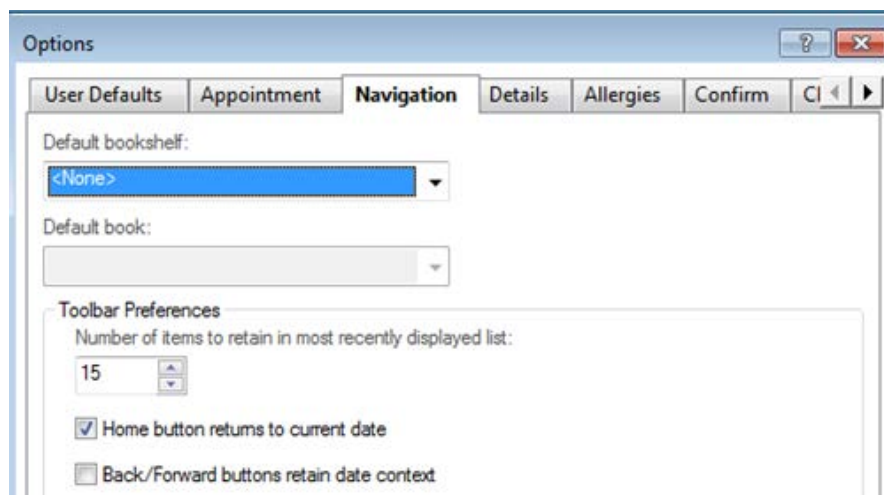 Options
User Defaults Appointment Navigation Details Allergies Confirm
Default bookshelf:
<None>
Default book:
Toolbar Preferences
Number of items to retain in most recently displayed list:
15
Home button returns to current date
Back/Forward buttons retain date context